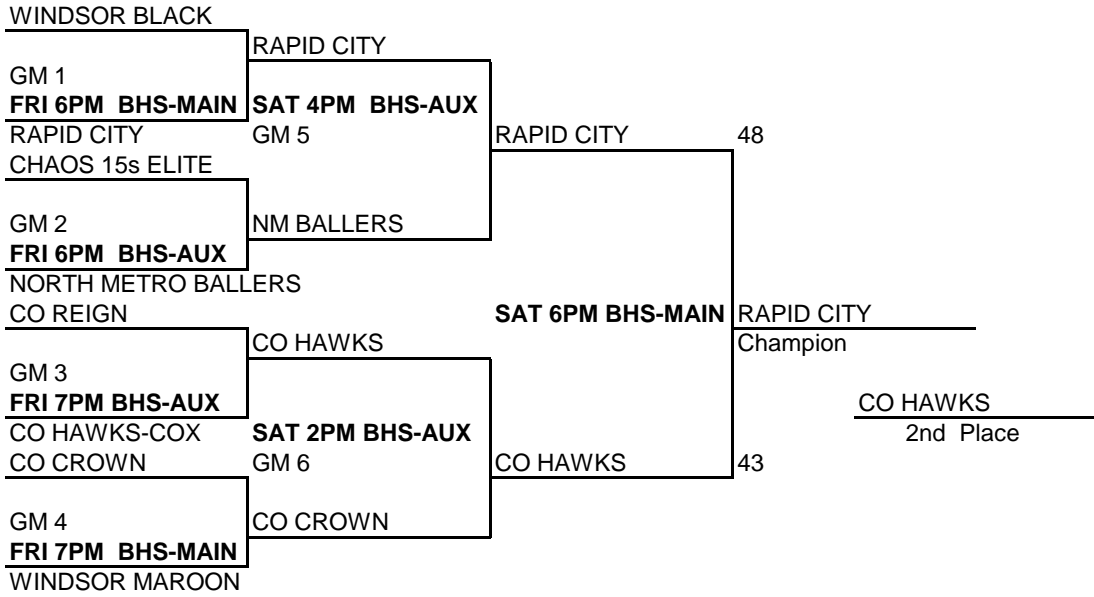 WINDSOR BLACK
RAPID CITY
GM 1
FRI 6PM BHS-MAIN SAT 4PM BHS-AUX
RAPID CITY GM 5 RAPID CITY 48
CHAOS 15s ELITE
GM 2 NM BALLERS
FRI 6PM BHS-AUX
NORTH METRO BALLERS
CO REIGN SAT 6PM BHS-MAIN RAPID CITY
CO HAWKS Champion
GM 3
FRI 7PM BHS-AUX CO HAWKS
CO HAWKS-COX SAT 2PM BHS-AUX 2nd Place
CO CROWN GM 6 CO HAWKS 43
GM 4 CO CROWN
FRI 7PM BHS-MAIN
WINDSOR MAROON